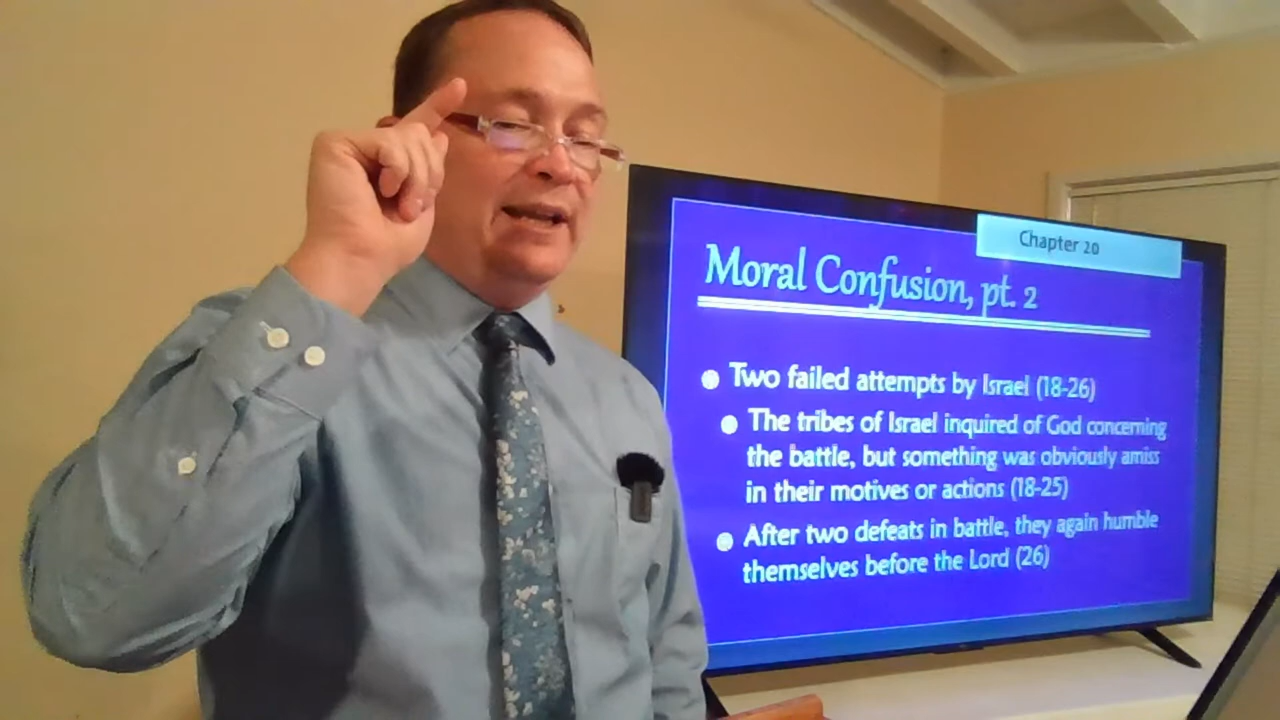 Chapter 20
Moral Confusion, pt. 2
Two failed attempts by Israel (18-26)
The tribes of Israel inquired of God concerning
the battle, but something was obviously amiss
in their motives or actions (18-25)
After two defeats in battle, they again humble
themselves before the Lord (26)